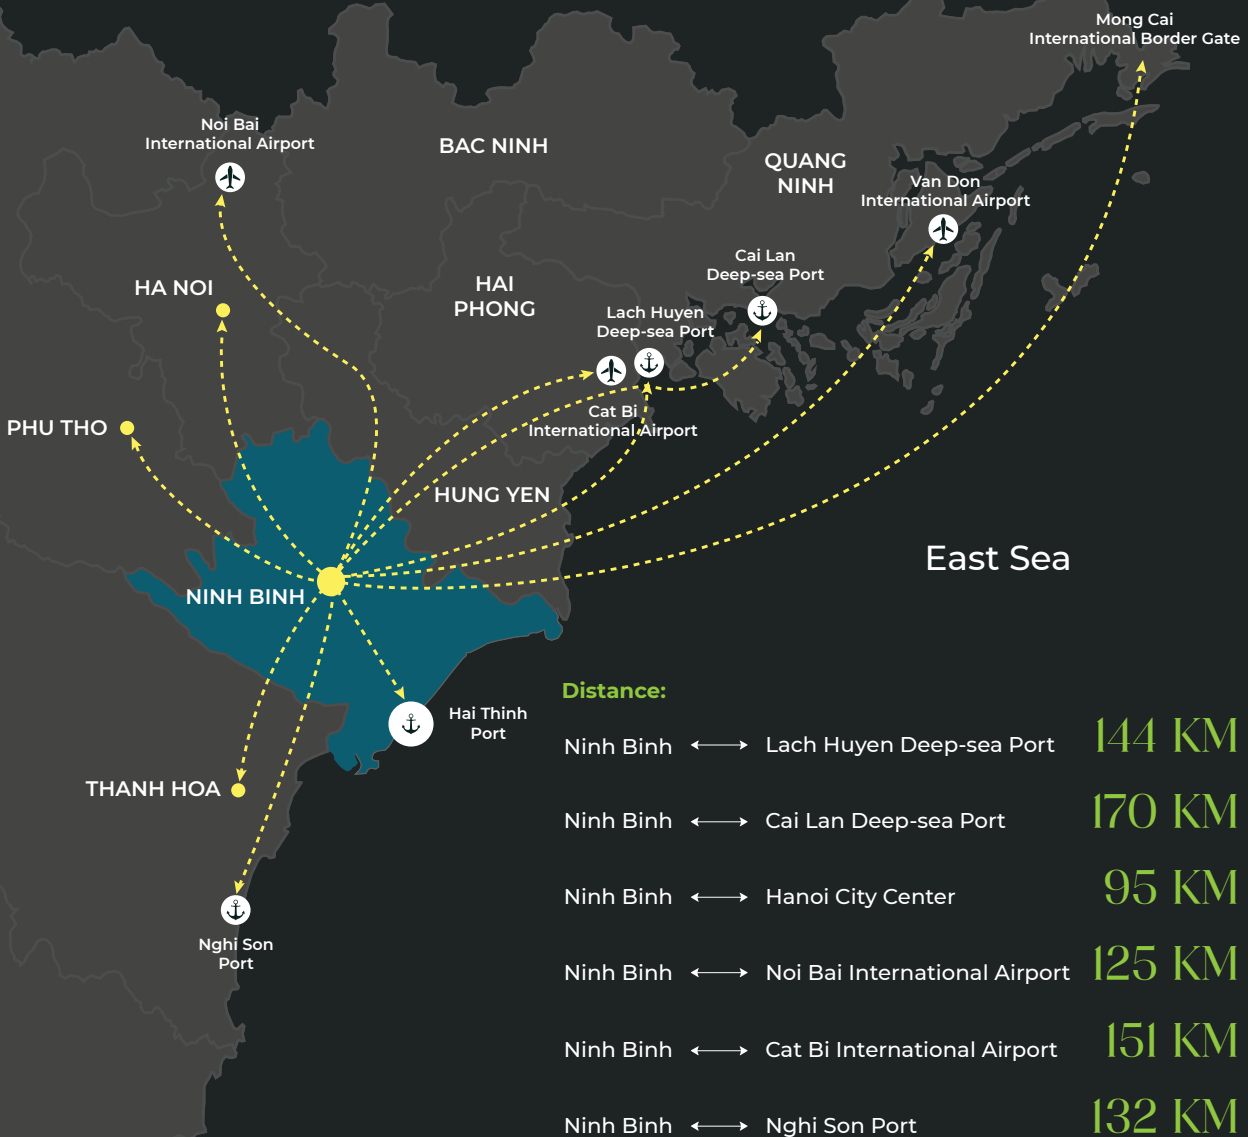 Mong Cai
International Border Gate
Noi Bai
International Airport
BAC NINH
QUANG
NINH
Van Don
International Airport
Cai Lan
Deep-sea Port
HA NOI
HAI
PHONG
Lach Huyen
Deep-sea Port
Cat Bi
International Airport
PHU THO
HUNG YEN
East Sea
NINH BINH
Hai Thinh
Port
THANH HOA
Nghi Son
Port
Distance:
Ninh Binh Lach Huyen Deep-sea Port 144 KM
Ninh Binh Cai Lan Deep-sea Port 170 KM
Ninh Binh Hanoi City Center 95 KM
Ninh Binh Noi Bai International Airport 125 KM
Ninh Binh Cat Bi International Airport 151 KM
Ninh Binh Nghi Son Port 132 KM